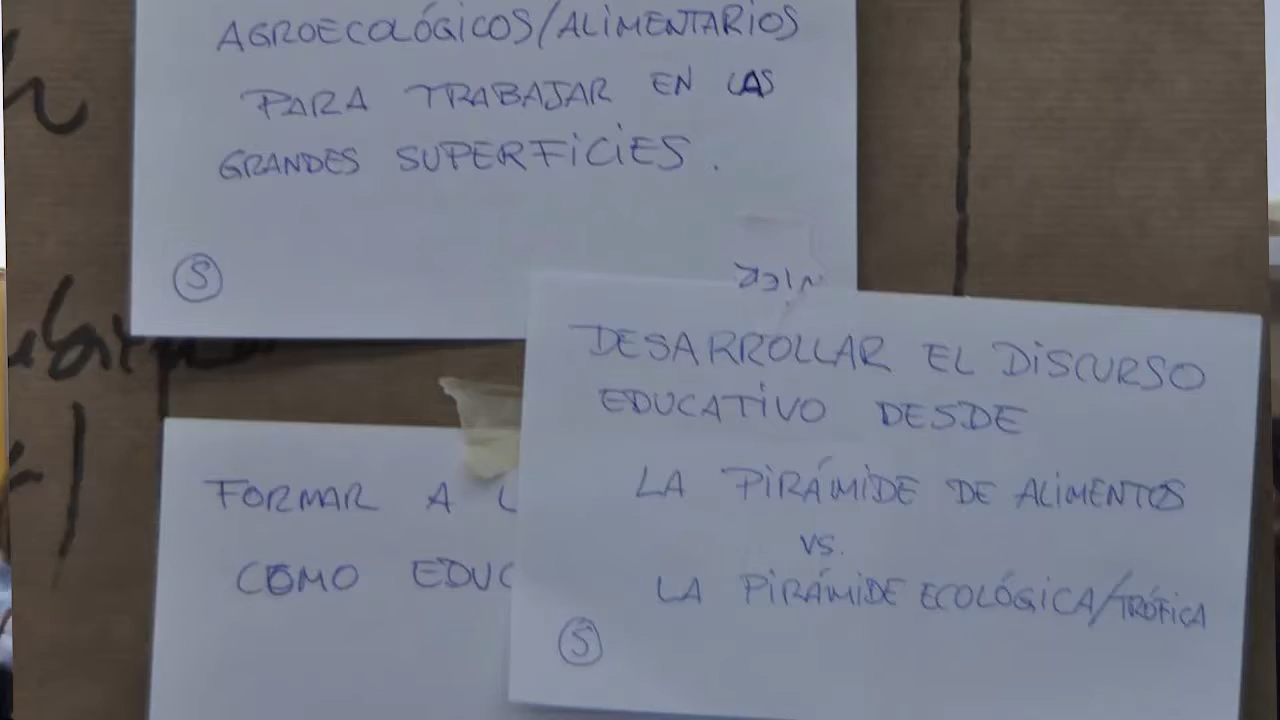 AGROECOLÓGICOS/ALIMENTARIOS
PARA TRABAJAR EN LAS
GRANDES SUPERFICIES.
S
FORMAR A L
COMO EDUC
DESARROLLAR EL DISCURSO
EDUCATIVO DESDE
LA PIRÁMIDE DE ALIMENTOS
VS.
LA PIRÁMIDE ECOLÓGICA/TRÓFICA
S